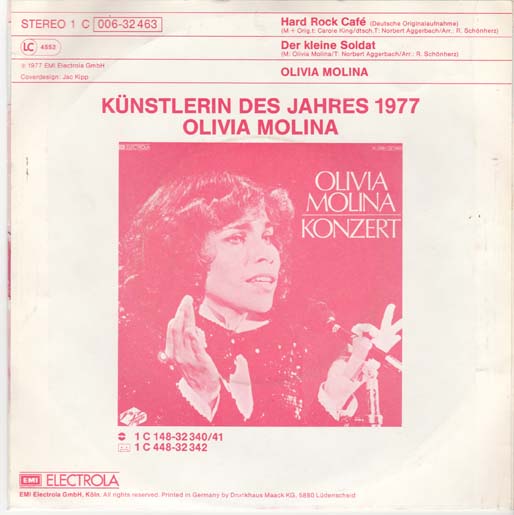 STEREO 1 C 006-32 463
LC 4552
℗ 1977 EMI Electrola GmbH
Coverdesign: Jac Kipp
Hard Rock Café (Deutsche Originalaufnahme)
(M + Orig.t: Carole King/dtsch.T: Norbert Aggerbach/Arr.: R. Schönherz)
Der kleine Soldat
(M: Olivia Molina/T: Norbert Aggerbach/Arr.: R. Schönherz)
OLIVIA MOLINA
KÜNSTLERIN DES JAHRES 1977
OLIVIA MOLINA
ELECTROLA
OLIVIA
MOLINA
KONZERT
1 C 148-32 340/41
1 C 448-32 342
EMI ELECTROLA
EMI Electrola GmbH, Köln. All rights reserved. Printed in Germany by Druckhaus Maack KG, 5880 Lüdenscheid